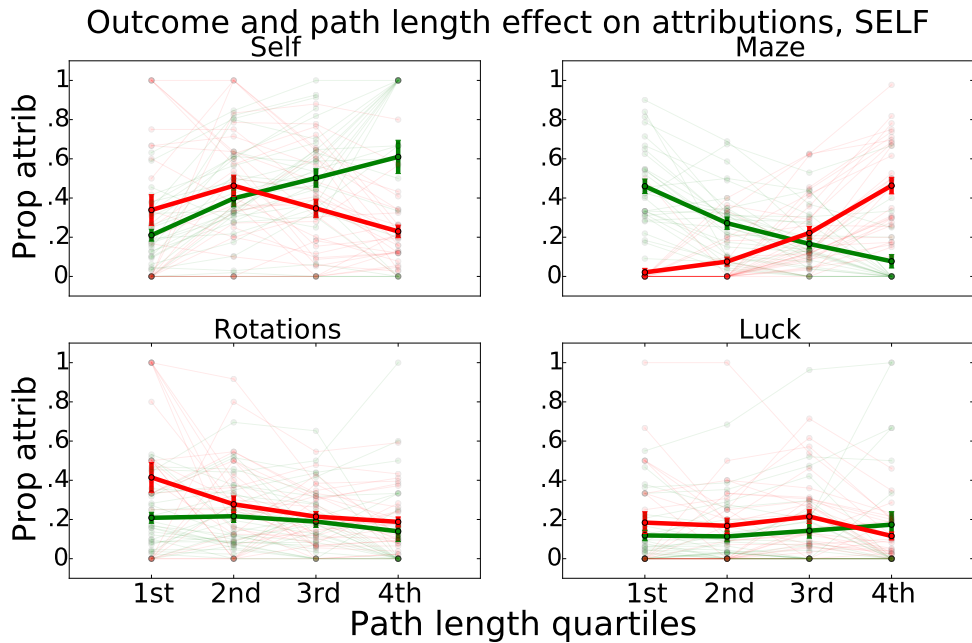 Outcome and path length effect on attributions, SELF
Self
Maze
Prop attrib
1
.8
.6
.4
.2
0
1
.8
.6
.4
.2
0
Rotations
Luck
Prop attrib
1
.8
.6
.4
.2
0
1
.8
.6
.4
.2
0
1st 2nd 3rd 4th
1st 2nd 3rd 4th
Path length quartiles